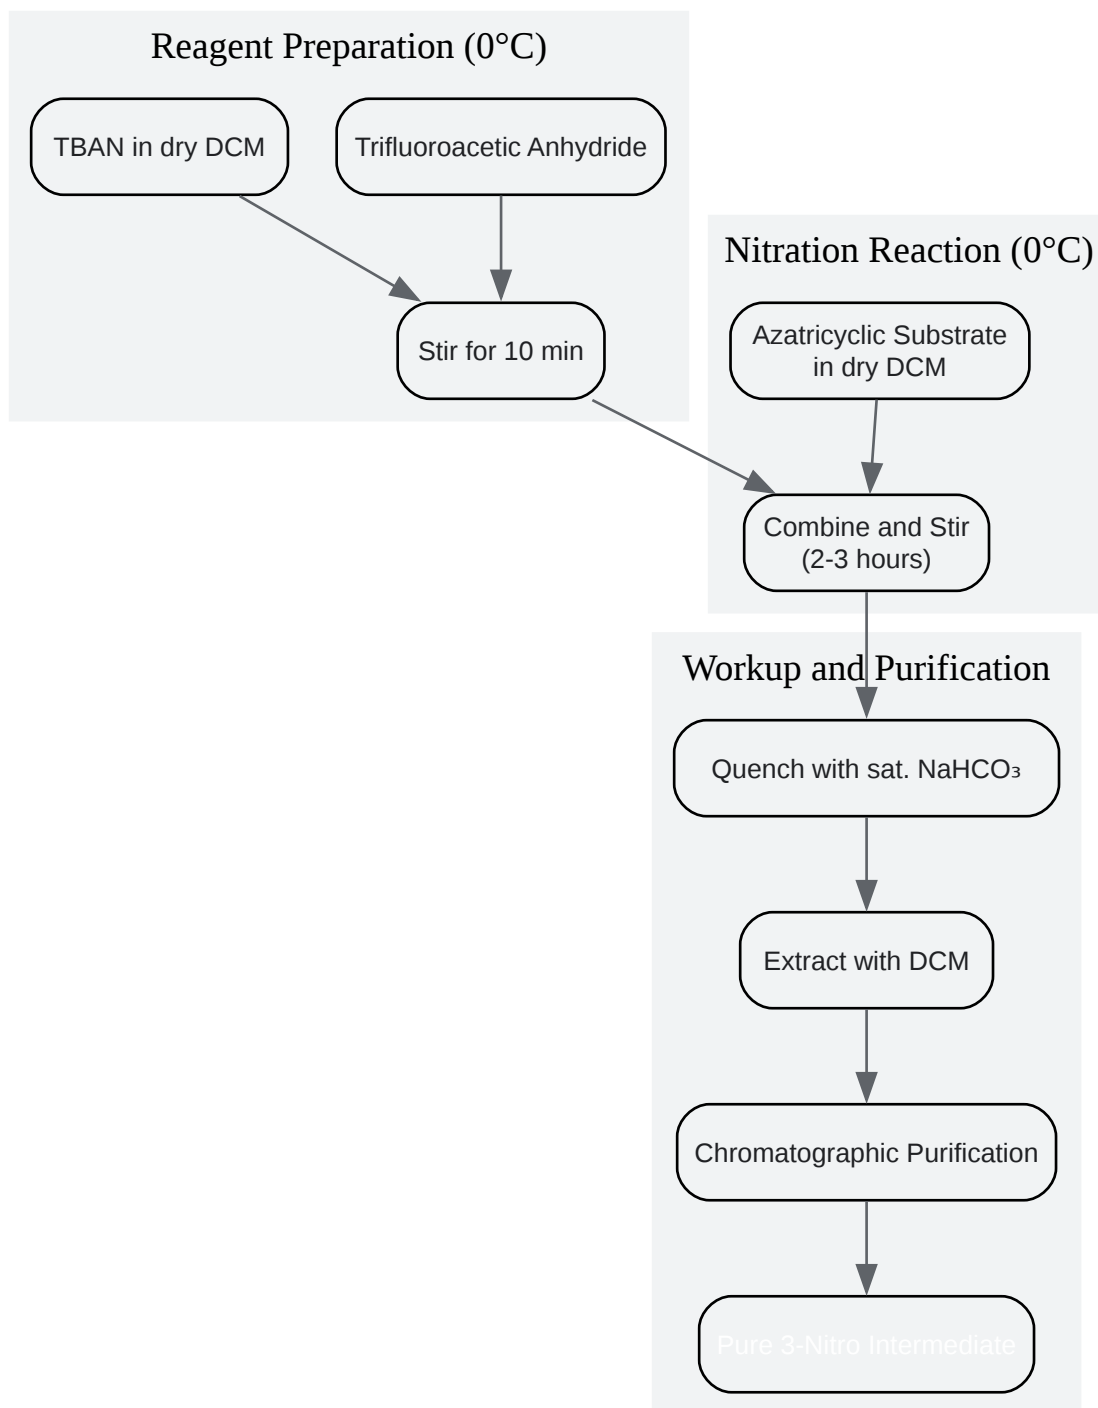 Reagent Preparation (0°C)
TBAN in dry DCM
Trifluoroacetic Anhydride
Stir for 10 min
Nitration Reaction (0°C)
Azatricyclic Substrate
in dry DCM
Combine and Stir
(2-3 hours)
Workup and Purification
Quench with sat. NaHCO₃
Extract with DCM
Chromatographic Purification
Pure 3-Nitro Intermediate